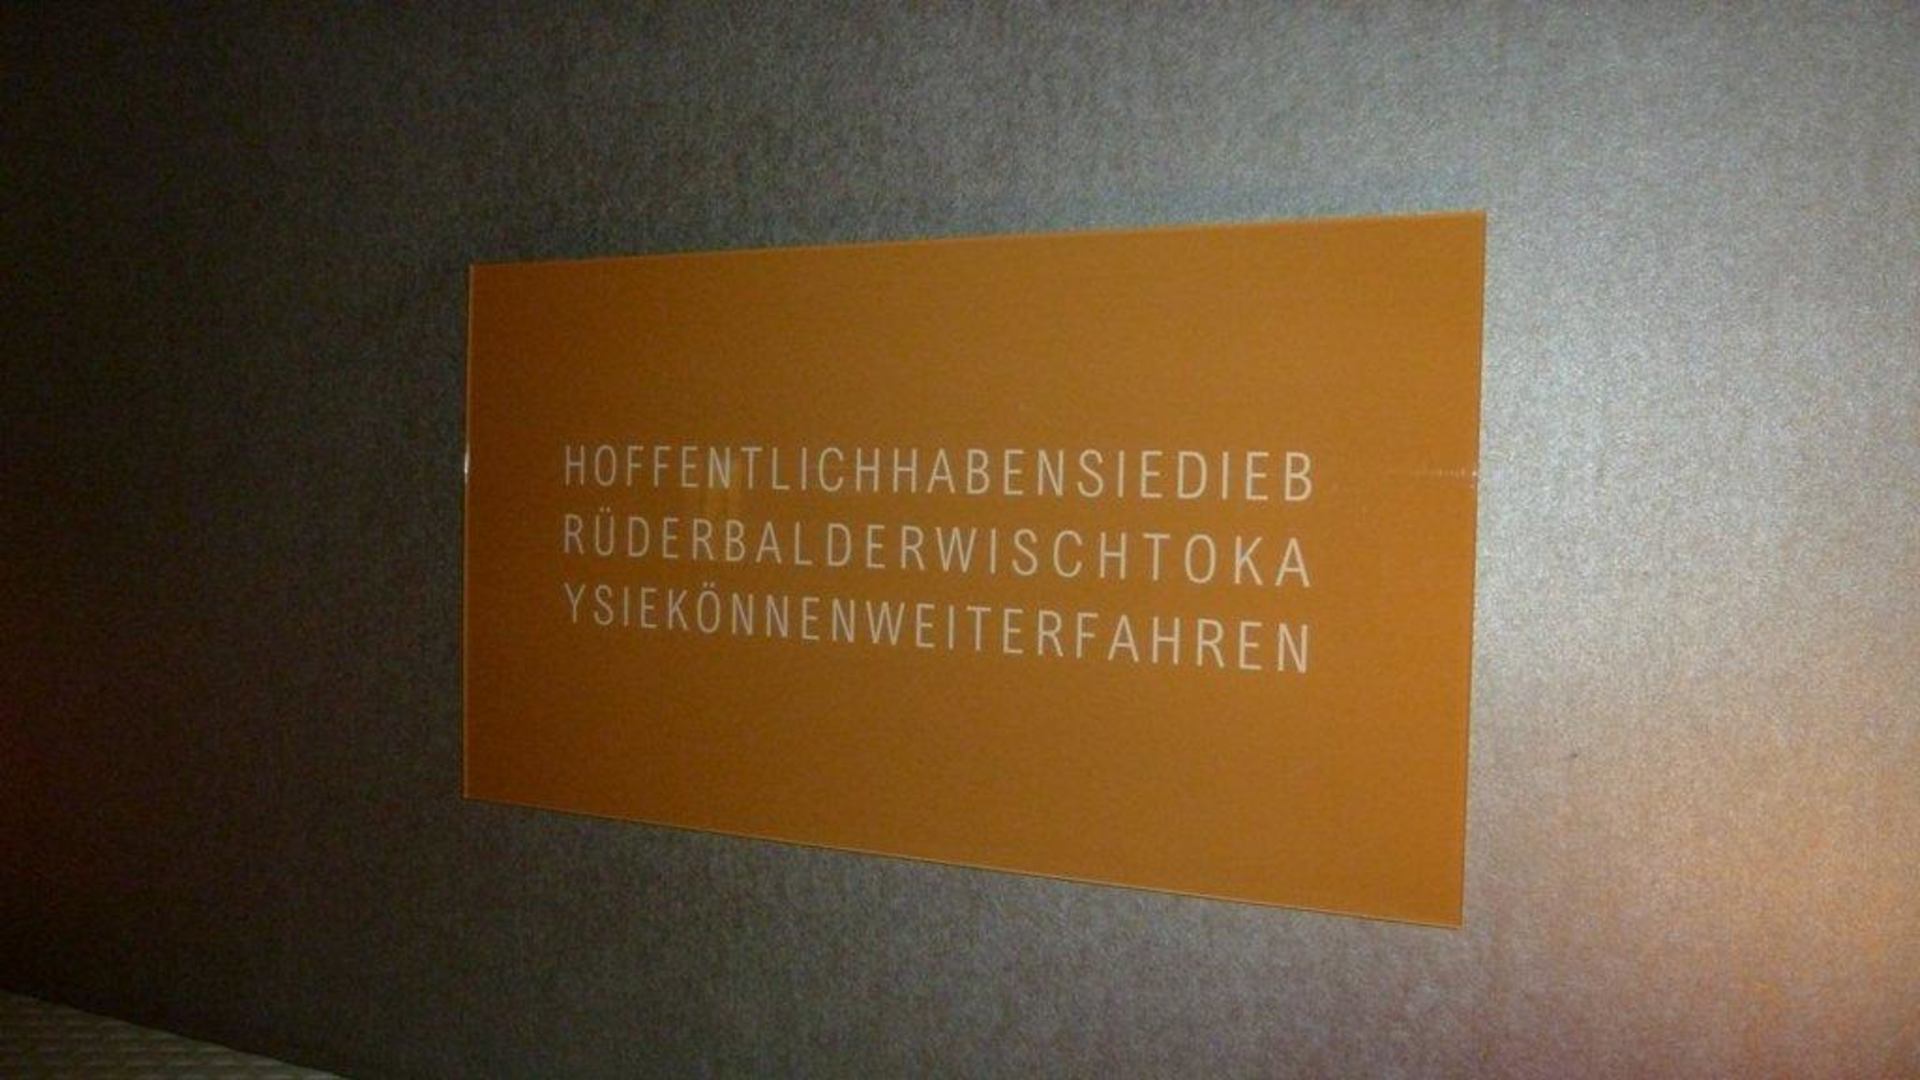 HOFFENTLICHHABENSIEDIEB
RÜDERBALDERWISCHTOKA
YSIEKÖNNENWEITERFAHREN